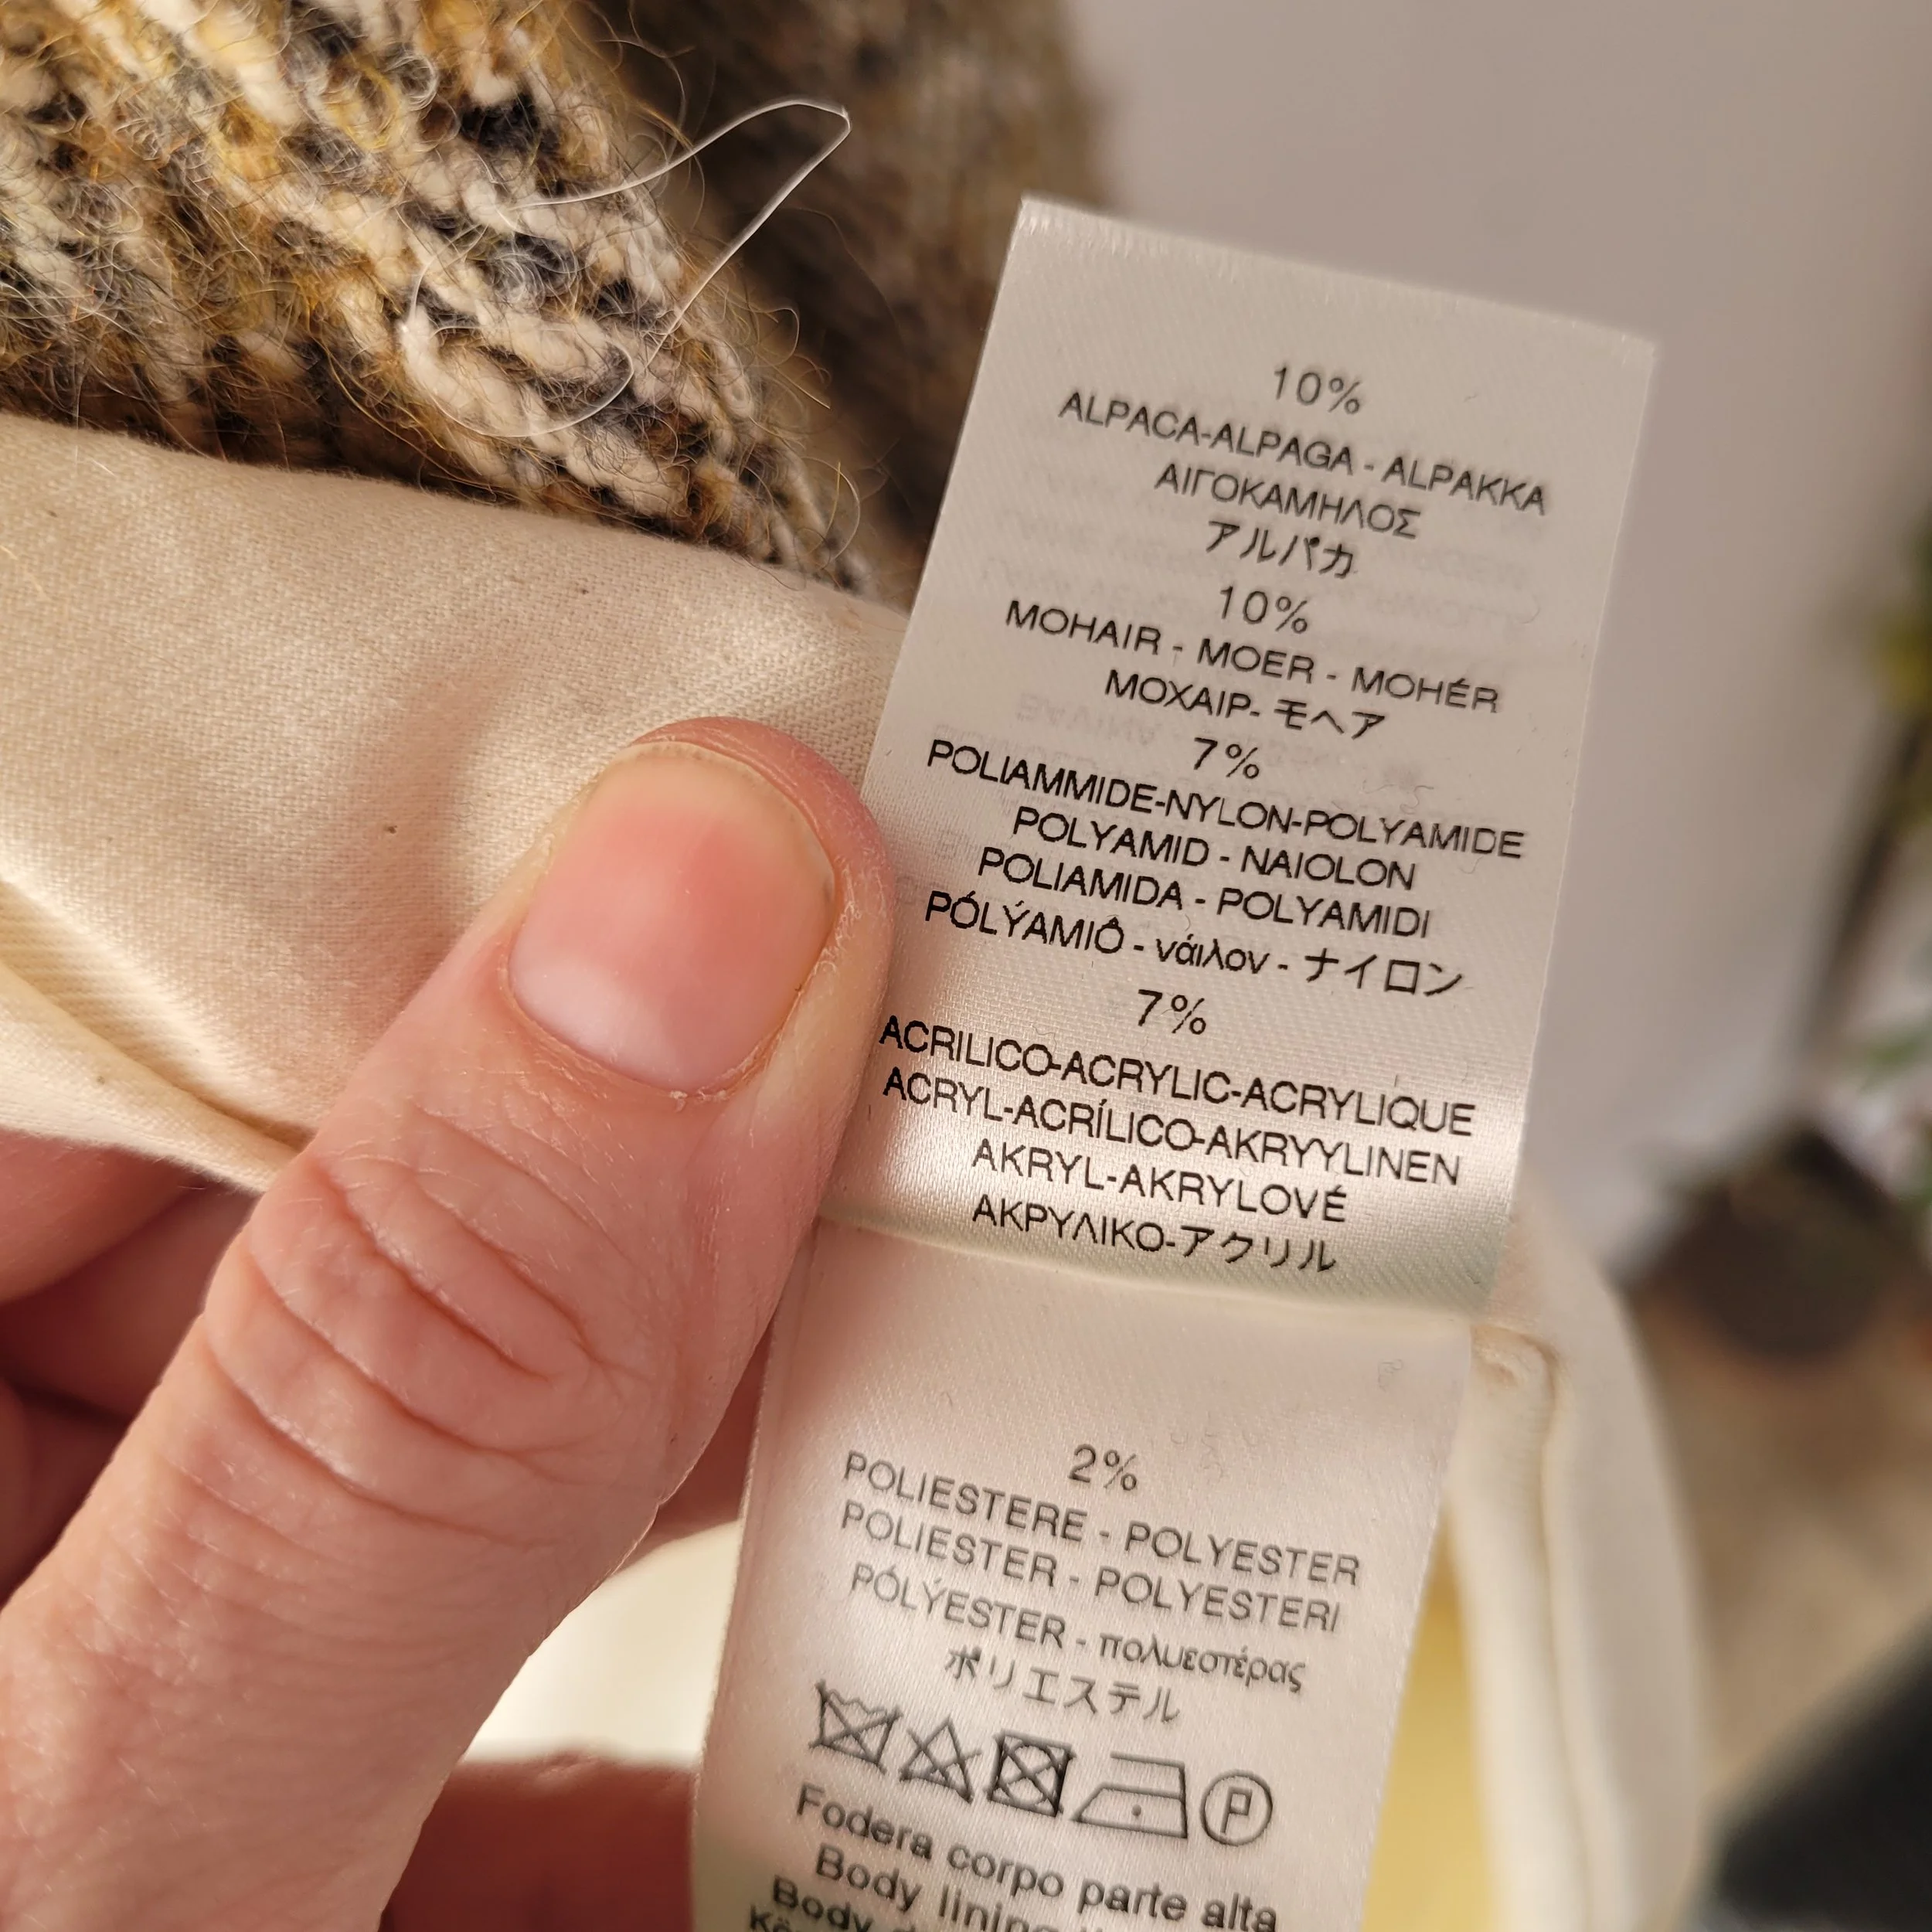 10%
ALPACA-ALPAGA - ALPAKKA
ΑΙΓΟΚΑΜΗΛΟΣ
アルパカ
10%
MOHAIR - MOER - MOHÉR
ΜΟΧΑΙΡ- モヘア
7%
POLIAMMIDE-NYLON-POLYAMIDE
POLYAMID - NAIOLON
POLIAMIDA - POLYAMIDI
PÓLÝAMIÔ - νάιλον - ナイロン
7%
ACRILICO-ACRYLIC-ACRYLIQUE
ACRYL-ACRÍLICO-AKRYYLINEN
AKRYL-AKRYLOVÉ
ΑΚΡΥΛΙΚΟ-アクリル
2%
POLIESTERE - POLYESTER
POLIESTER - POLYESTERI
PÓLÝESTER - πολυεστέρας
ポリエステル
P
Fodera corpo parte alta
Body lining
Body